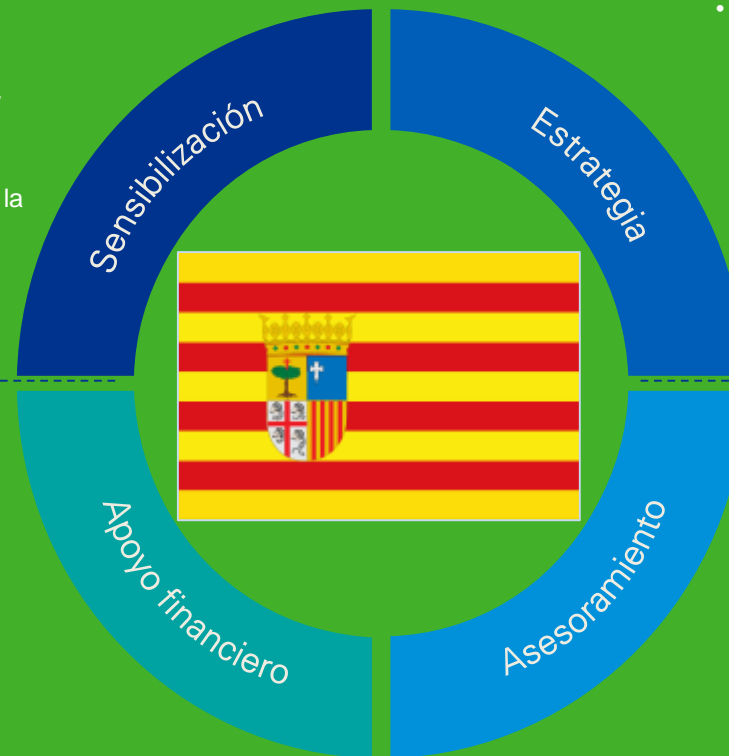 Sensibilización
Estrategia
la
Apoyo financiero
Asesoramiento